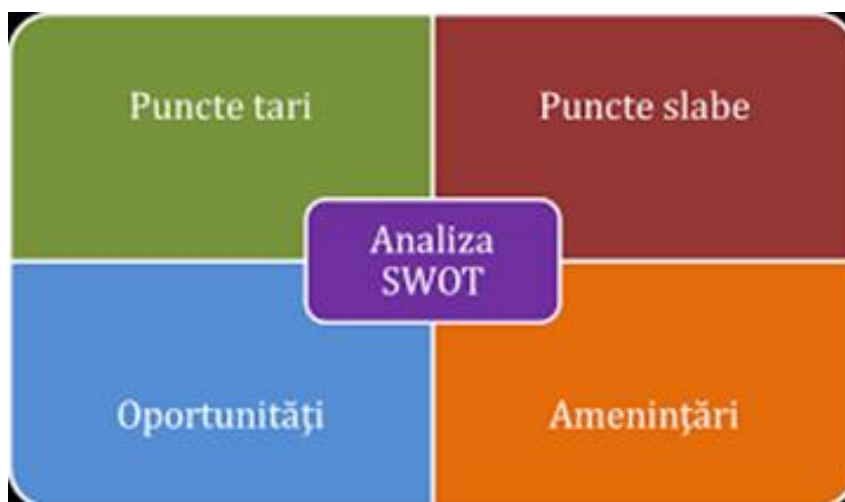 Puncte tari
Puncte slabe
Analiza
SWOT
Oportunităţi
Ameninţări